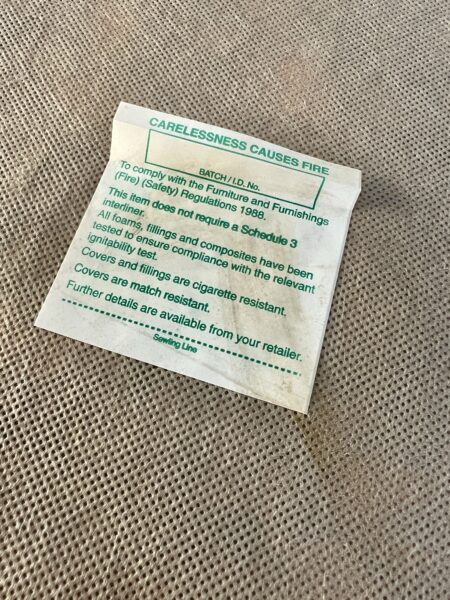 CARELESSNESS CAUSES FIRE
BATCH / I.D. No.
To comply with the Furniture and Furnishings
(Fire) (Safety) Regulations 1988.
This item does not require a Schedule 3
interliner.
All foams, fillings and composites have been
tested to ensure compliance with the relevant
ignitability test.
Covers and fillings are cigarette resistant.
Covers are match resistant.
Further details are available from your retailer.
Sewing Line